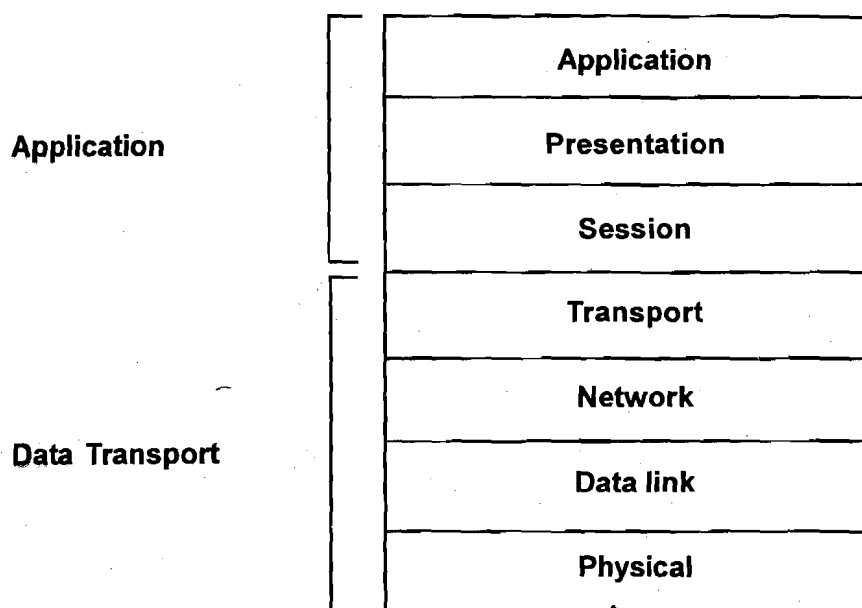 Application
Presentation
Application
Session
Transport
Network
Data Transport
Data link
Physical